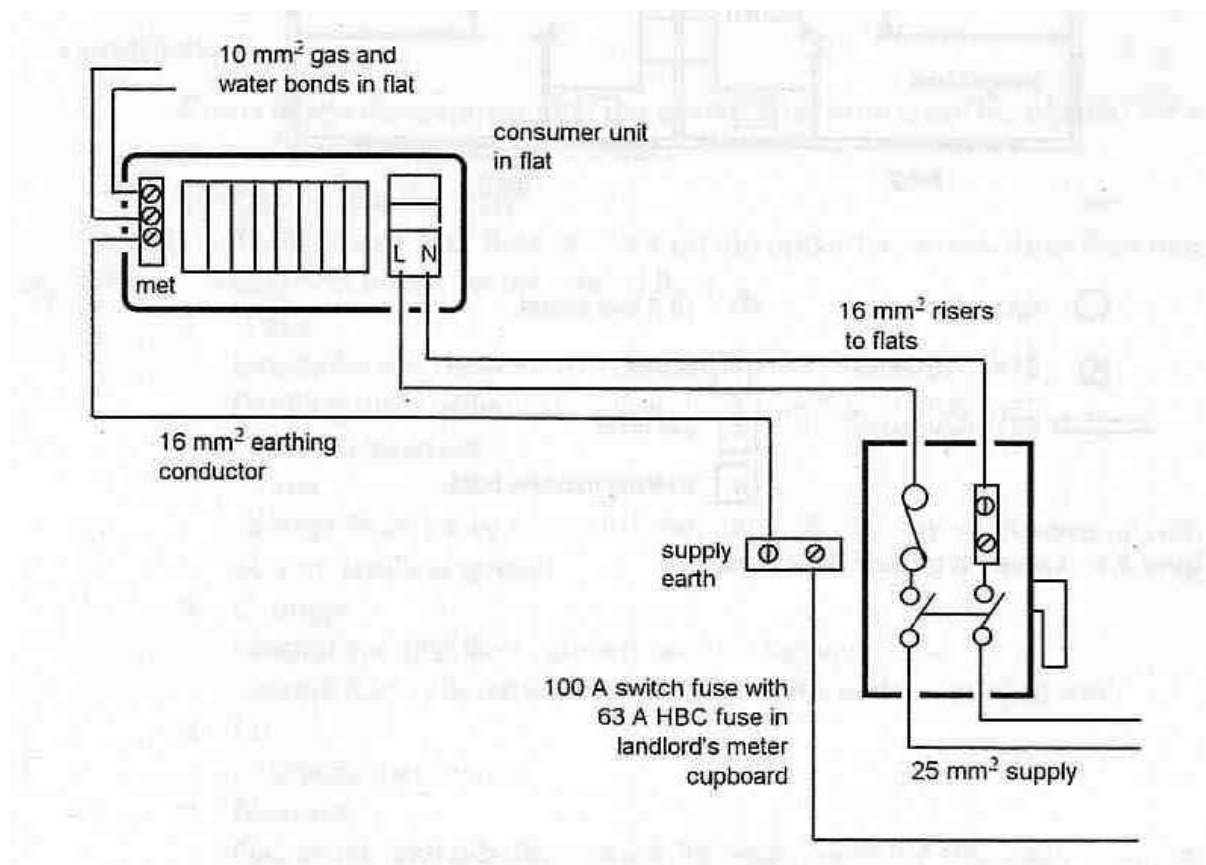 10 mm² gas and
water bonds in flat
consumer unit
in flat
L N
met
16 mm² risers
to flats
16 mm² earthing
conductor
supply
earth
100 A switch fuse with
63 A HBC fuse in
landlord's meter
cupboard
25 mm² supply